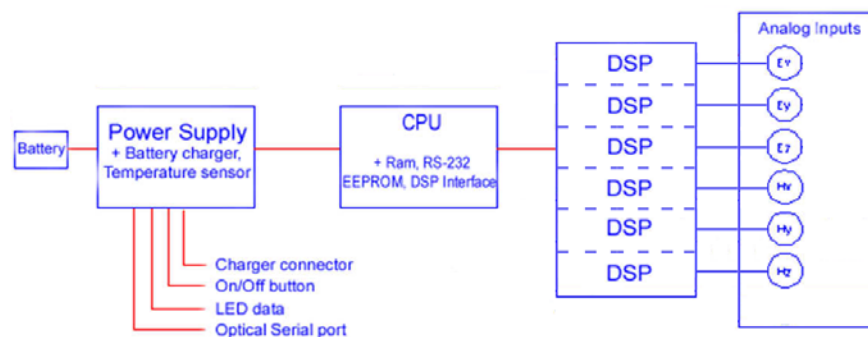 Analog Inputs
DSP
DSP
DSP
DSP
DSP
DSP
Ey
Ez
Hx
Hy
Hz
Battery
Power Supply
+ Battery charger,
Temperature sensor
CPU
+ Ram, RS-232
EEPROM, DSP Interface
Charger connector
On/Off button
LED data
Optical Serial port